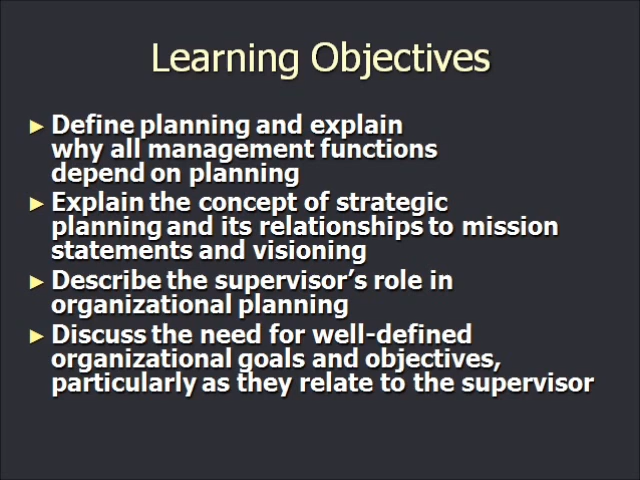 Learning Objectives
► Define planning and explain
why all management functions
depend on planning
► Explain the concept of strategic
planning and its relationships to mission
statements and visioning
► Describe the supervisor's role in
organizational planning
► Discuss the need for well-defined
organizational goals and objectives,
particularly as they relate to the supervisor